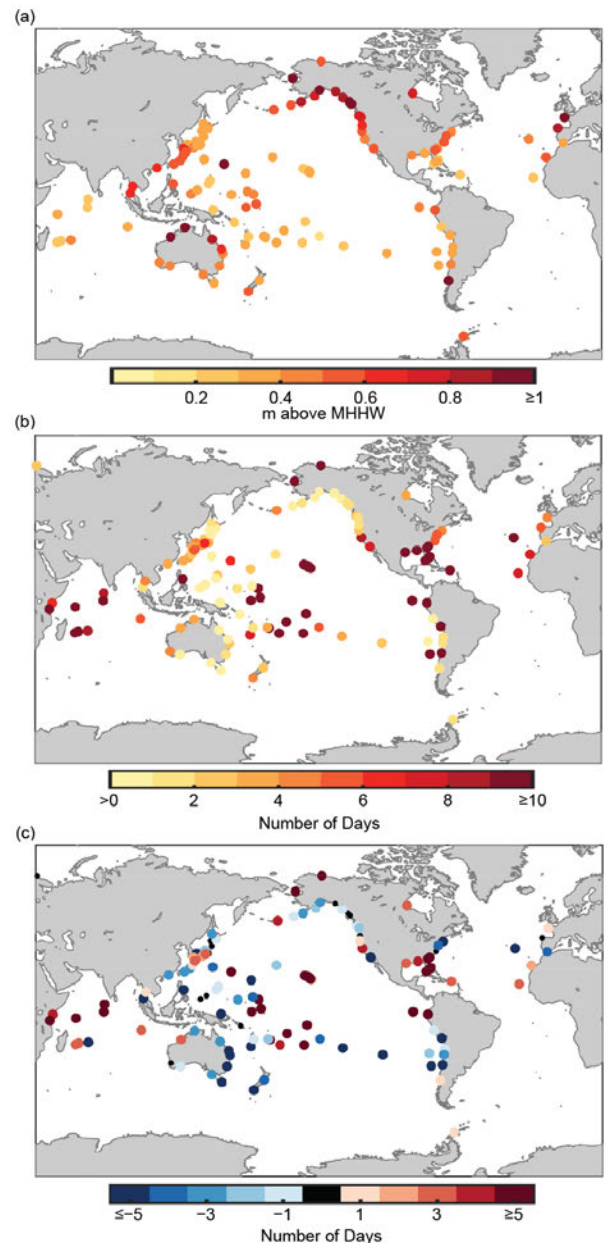 (a)
0.2 0.4 0.6 0.8 ≥1
m above MHHW
(b)
>0 2 4 6 8 ≥10
Number of Days
(c)
≤−5 −3 −1 1 3 ≥5
Number of Days